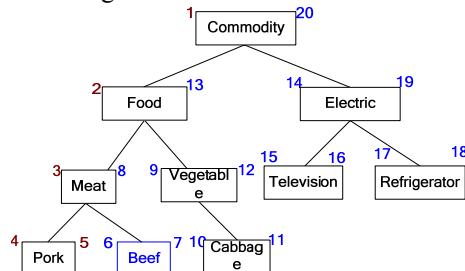 1 Commodity 20
2 Food 13
14 Electric 19
3 Meat 8
9 Vegetabl
e 12
15 Television 16
17 Refrigerator 18
4 Pork 5
6 Beef 7
10 Cabbag
e 11